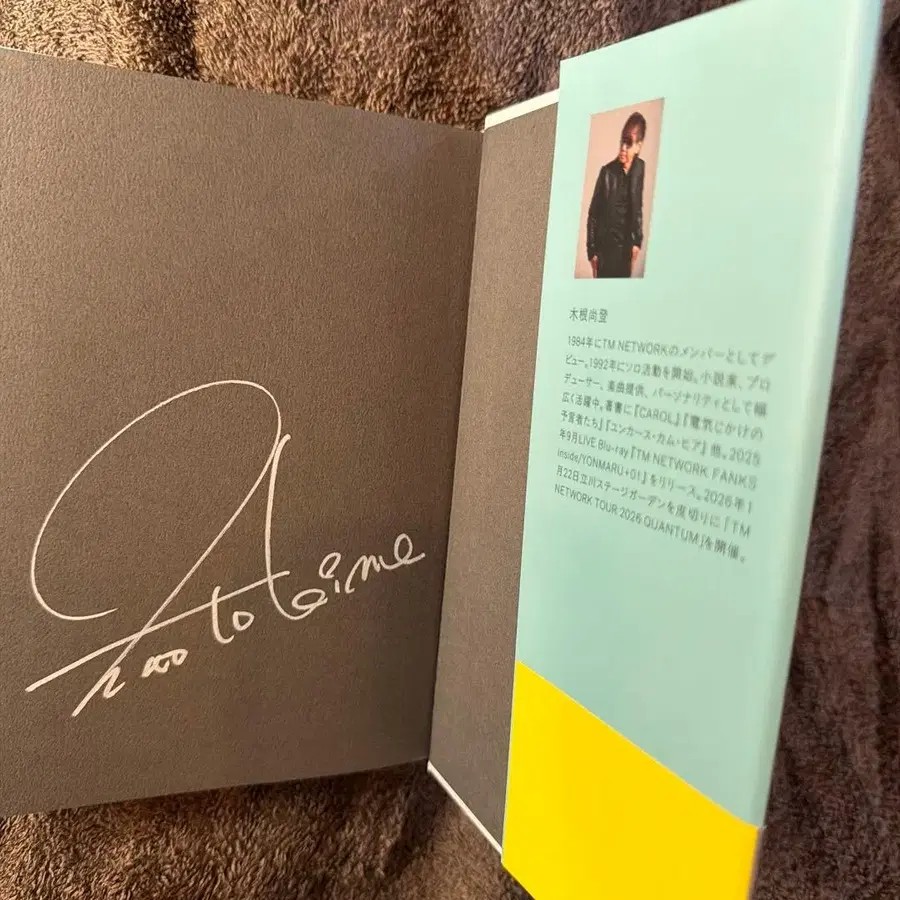 naoto kine
木根尚登
1984年にTM NETWORKのメンバーとしてデ
ビュー。1992年にソロ活動を開始。小説家、プロ
デューサー、楽曲提供、パーソナリティとして幅
広く活躍中。著書に『CAROL』『電気じかけの
予言者たち』『ユンカース・カム・ヒア』他。2025
年9月LIVE Blu-ray『TM NETWORK FANKS
inside/YONMARU+01』をリリース。2026年1
月22日立川ステージガーデンを皮切りに「TM
NETWORK TOUR 2026 QUANTUM」を開催。